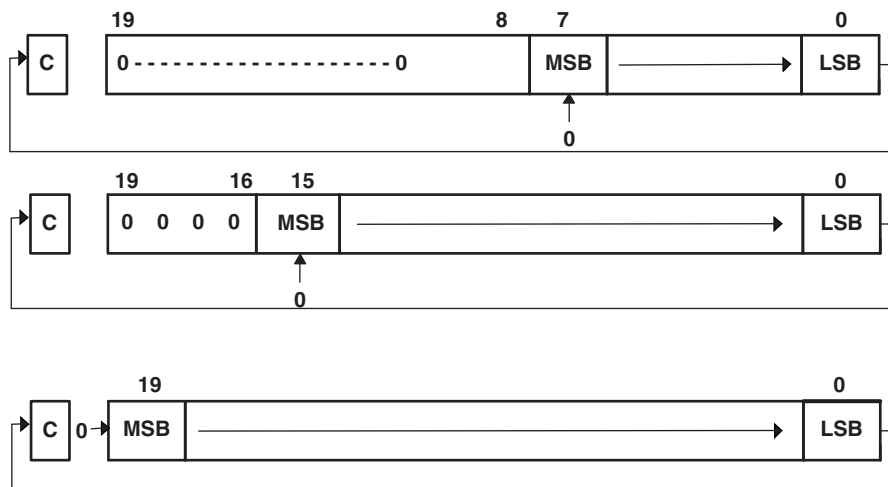 19 8 7 0
C 0--------------------0 MSB LSB
0
19 16 15 0
C 0 0 0 0 MSB LSB
0
19 0
C 0 MSB LSB